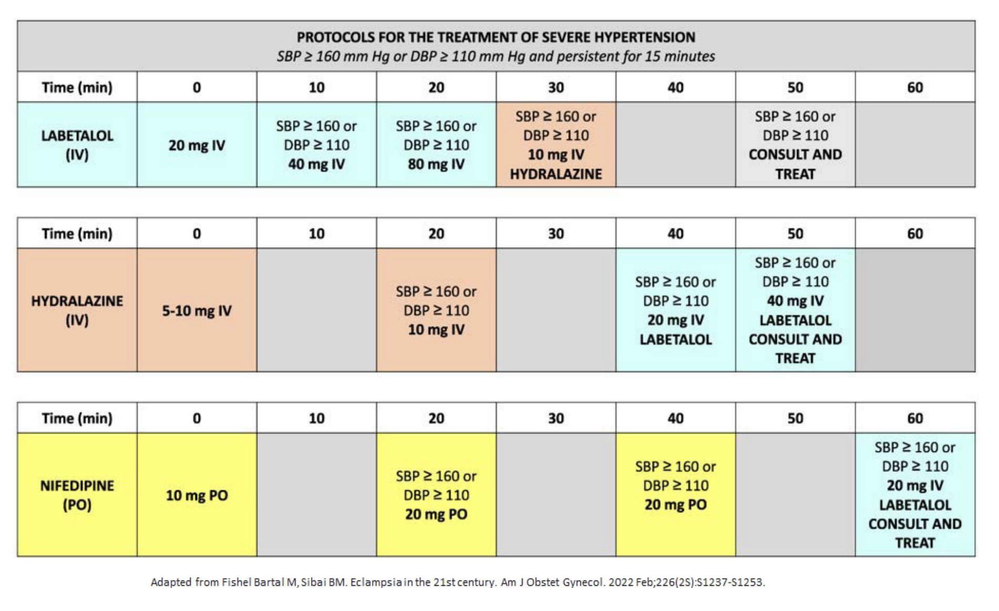 PROTOCOLS FOR THE TREATMENT OF SEVERE HYPERTENSION
SBP ≥ 160 mm Hg or DBP ≥ 110 mm Hg and persistent for 15 minutes
Time (min) 0 10 20 30 40 50 60
LABETALOL
(IV)
20 mg IV
SBP ≥ 160 or
DBP ≥ 110
40 mg IV
SBP ≥ 160 or
DBP ≥ 110
80 mg IV
SBP ≥ 160 or
DBP ≥ 110
10 mg IV
HYDRALAZINE
SBP ≥ 160 or
DBP ≥ 110
CONSULT AND
TREAT
Time (min) 0 10 20 30 40 50 60
HYDRALAZINE
(IV)
5-10 mg IV
SBP ≥ 160 or
DBP ≥ 110
10 mg IV
SBP ≥ 160 or
DBP ≥ 110
20 mg IV
LABETALOL
SBP ≥ 160 or
DBP ≥ 110
40 mg IV
LABETALOL
CONSULT AND
TREAT
Time (min) 0 10 20 30 40 50 60
NIFEDIPINE
(PO)
10 mg PO
SBP ≥ 160 or
DBP ≥ 110
20 mg PO
SBP ≥ 160 or
DBP ≥ 110
20 mg PO
SBP ≥ 160 or
DBP ≥ 110
20 mg IV
LABETALOL
CONSULT AND
TREAT
Adapted from Fishel Bartal M, Sibai BM. Eclampsia in the 21st century. Am J Obstet Gynecol. 2022 Feb;226(2S):S1237-S1253.